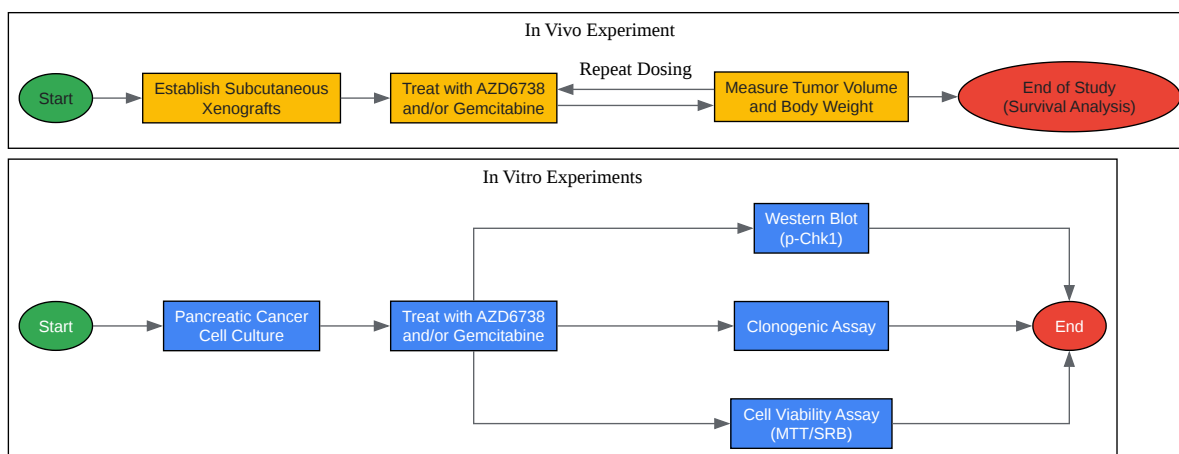 In Vivo Experiment
Start
Establish Subcutaneous
Xenografts
Treat with AZD6738
and/or Gemcitabine
Repeat Dosing
Measure Tumor Volume
and Body Weight
End of Study
(Survival Analysis)
In Vitro Experiments
Start
Pancreatic Cancer
Cell Culture
Treat with AZD6738
and/or Gemcitabine
Western Blot
(p-Chk1)
Clonogenic Assay
Cell Viability Assay
(MTT/SRB)
End